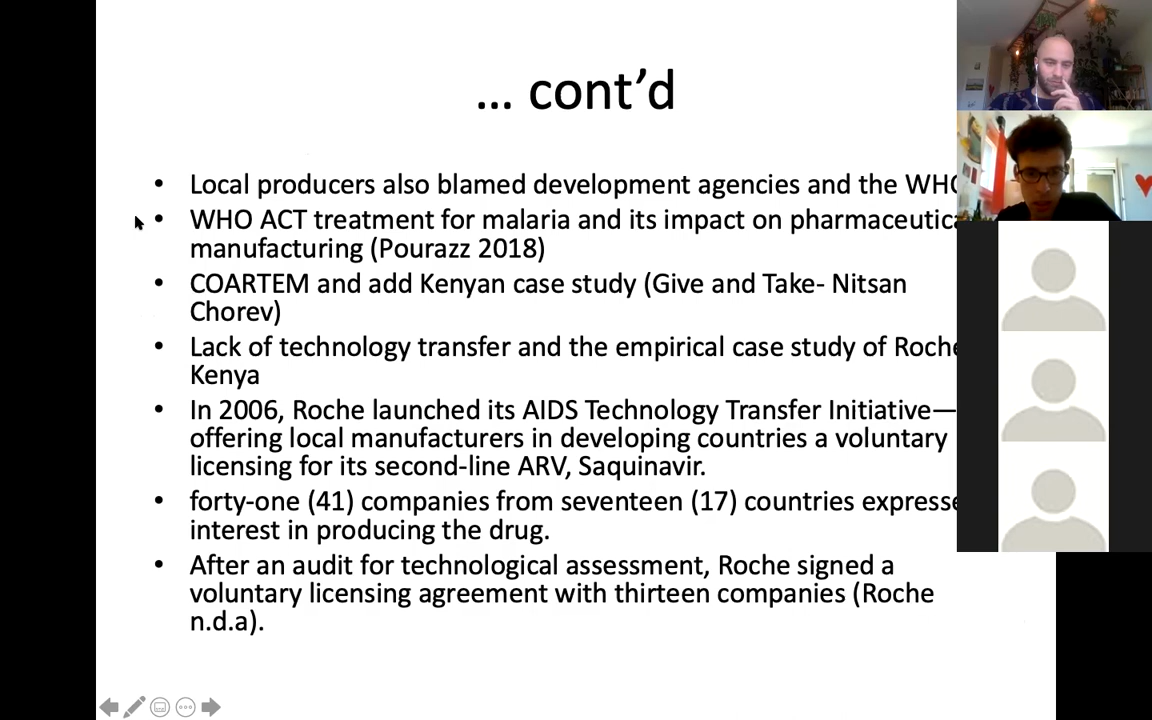 ... cont’d
• Local producers also blamed development agencies and the WHO
• WHO ACT treatment for malaria and its impact on
manufacturing (Pourazz 2018)
• COARTEM and add Kenyan case study (Give and Take- Nitsan
Chorev)
• Lack of technology transfer and the empirical case study of Roche
Kenya
• In 2006, Roche launched its AIDS Technology Transfer Initiative—
offering local manufacturers in developing countries a voluntary
licensing for its second-line ARV, Saquinavir.
• forty-one (41) companies from seventeen (17) countries
interest in producing the drug.
• After an audit for technological assessment, Roche signed a
voluntary licensing agreement with thirteen companies (Roche
n.d.a).